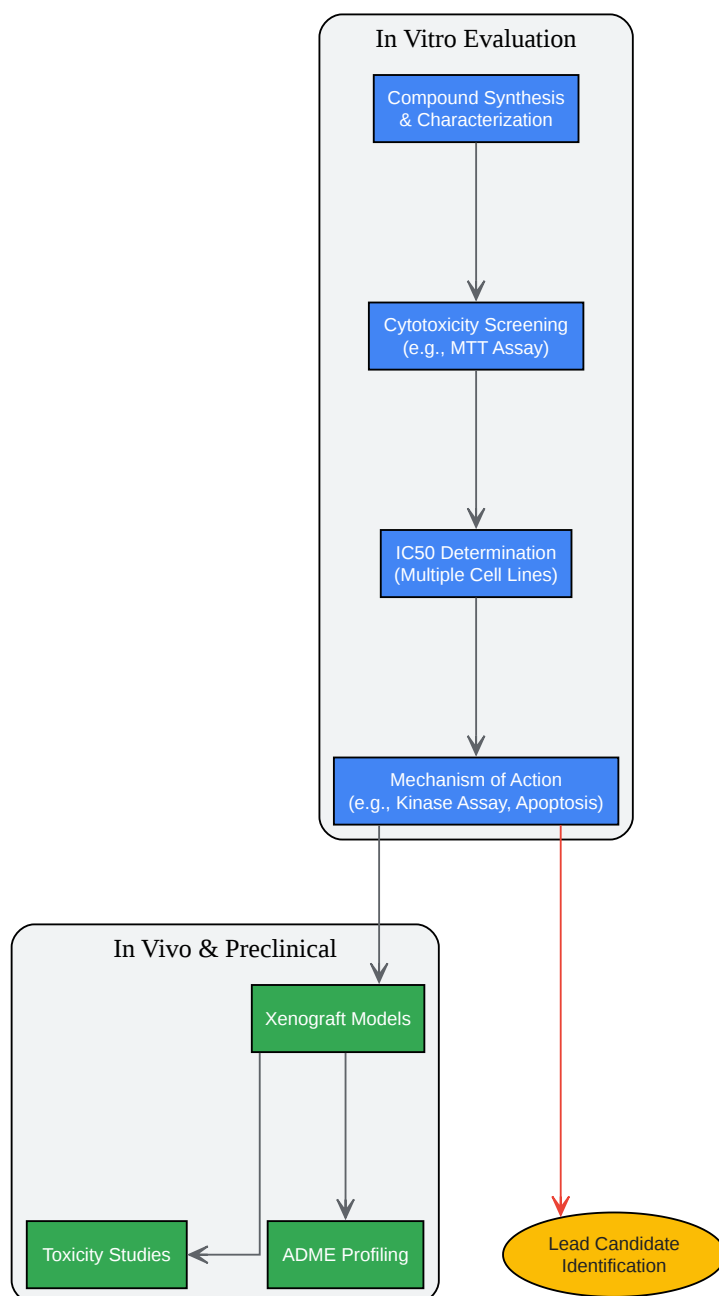 In Vitro Evaluation
Compound Synthesis
& Characterization
Cytotoxicity Screening
(e.g., MTT Assay)
IC50 Determination
(Multiple Cell Lines)
Mechanism of Action
(e.g., Kinase Assay, Apoptosis)
In Vivo & Preclinical
Xenograft Models
Toxicity Studies
ADME Profiling
Lead Candidate
Identification